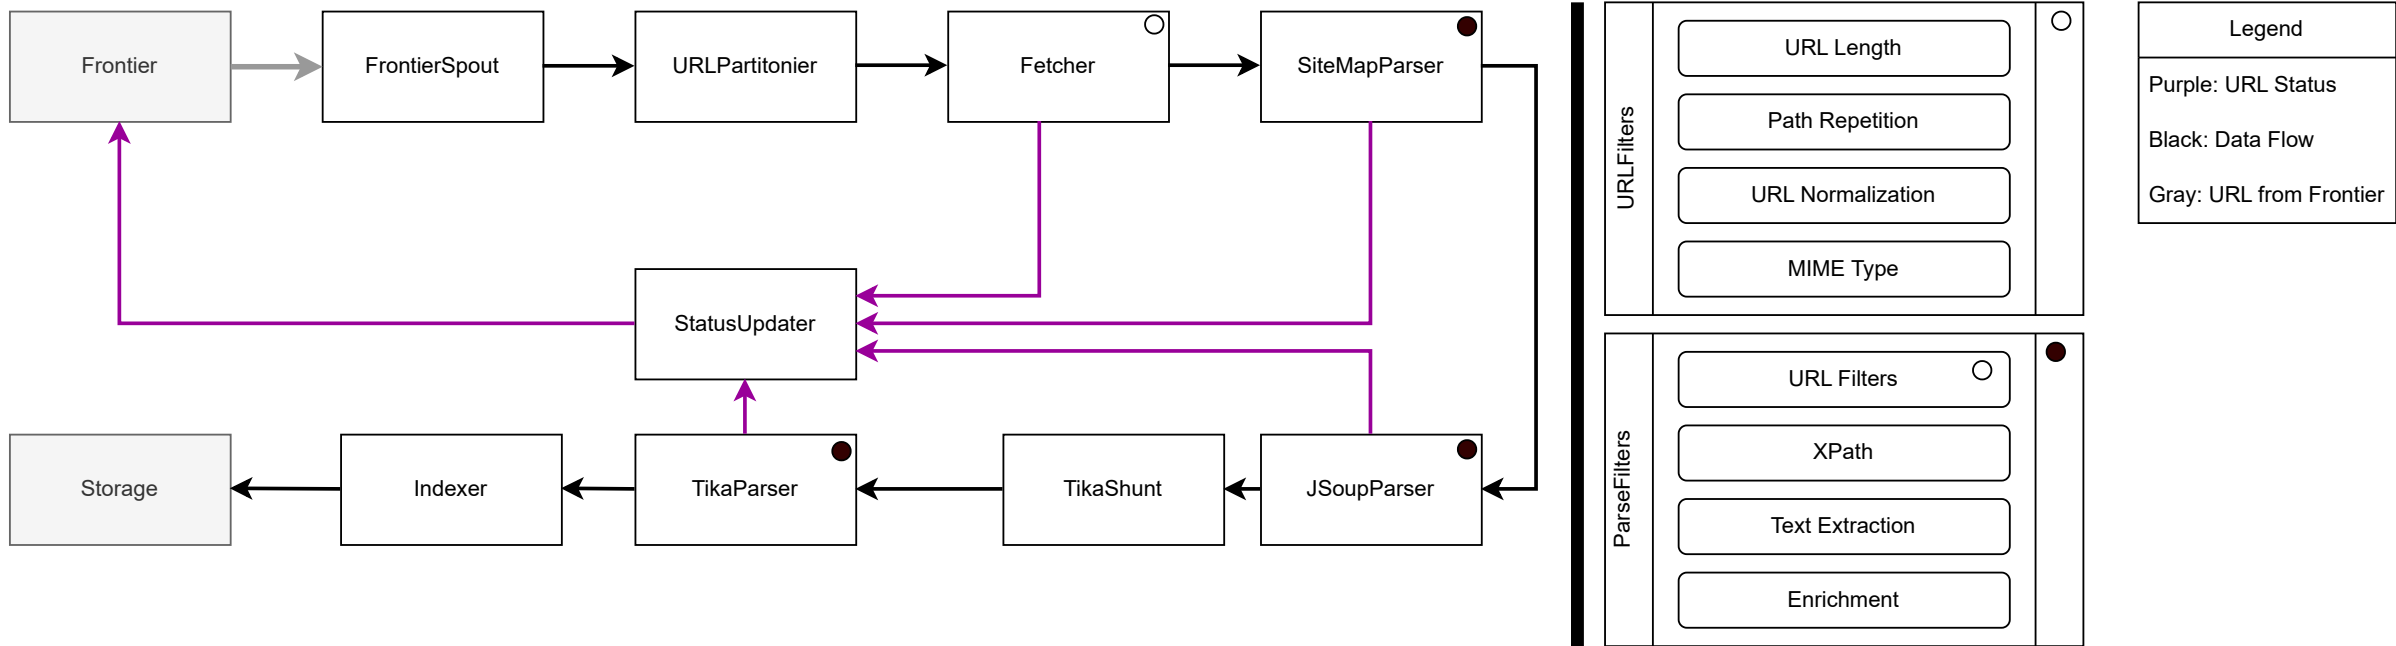 Frontier
FrontierSpout
URLPartitonier
Fetcher
SiteMapParser
StatusUpdater
Storage
Indexer
TikaParser
TikaShunt
JSoupParser
URLFilters
URL Length
Path Repetition
URL Normalization
MIME Type
ParseFilters
URL Filters
XPath
Text Extraction
Enrichment
Legend
Purple: URL Status
Black: Data Flow
Gray: URL from Frontier